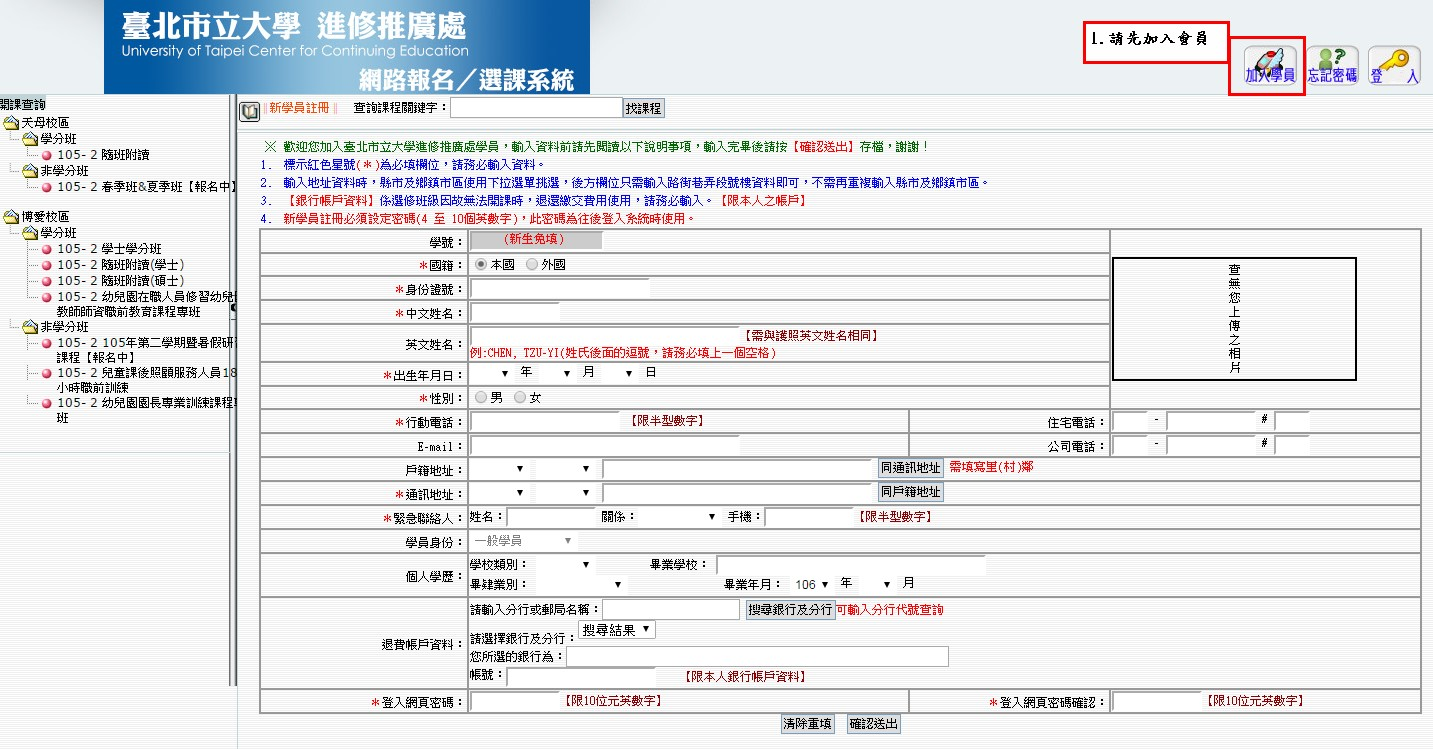 臺北市立大學 進修推廣處
University of Taipei Center for Continuing Education
網路報名／選課系統
1.請先加入會員
加入學員 忘記密碼 登 入
開課查詢
天母校區
學分班
105- 2 隨班附讀
非學分班
105- 2 春季班&夏季班【報名中】
博愛校區
學分班
105- 2 學士學分班
105- 2 隨班附讀(學士)
105- 2 隨班附讀(碩士)
105- 2 幼兒園在職人員修習幼兒
教師師資職前教育課程專班
非學分班
105- 2 105年第二學期暨暑假研
課程【報名中】
105- 2 兒童課後照顧服務人員18
小時職前訓練
105- 2 幼兒園園長專業訓練課程
班
新學員註冊 查詢課程關鍵字： 找課程
※ 歡迎您加入臺北市立大學進修推廣處學員，輸入資料前請先閱讀以下說明事項，輸入完畢後請按【確認送出】存檔，謝謝！
1. 標示紅色星號(＊)為必填欄位，請務必輸入資料。
2. 輸入地址資料時，縣市及鄉鎮市區使用下拉選單挑選，後方欄位只需輸入路街巷弄段號樓資料即可，不需再重複輸入縣市及鄉鎮市區。
3. 【銀行帳戶資料】係選修班級因故無法開課時，退還繳交費用使用，請務必輸入。【限本人之帳戶】
4. 新學員註冊必須設定密碼(4 至 10個英數字)，此密碼為往後登入系統時使用。
學號： (新生免填)
＊國籍： 本國 外國
＊身份證號：
＊中文姓名：
英文姓名： 【需與護照英文姓名相同】
例:CHEN, TZU-YI(姓氏後面的逗號，請務必填上一個空格)
查無您上傳之相片
＊出生年月日： 年 月 日
＊性別： 男 女
＊行動電話： 【限半型數字】 住宅電話： - #
E-mail： 公司電話： - #
戶籍地址： 同通訊地址 需填寫里(村)鄰
＊通訊地址： 同戶籍地址
＊緊急聯絡人： 姓名： 關係： 手機： 【限半型數字】
學員身份： 一般學員
個人學歷： 學校類別： 畢業學校：
畢肄業別： 畢業年月： 106 年 月
退費帳戶資料： 請輸入分行或郵局名稱： 搜尋銀行及分行 可輸入分行代號查詢
請選擇銀行及分行： 搜尋結果
您所選的銀行為：
帳號： 【限本人銀行帳戶資料】
＊登入網頁密碼： 【限10位元英數字】 ＊登入網頁密碼確認： 【限10位元英數字】
清除重填 確認送出